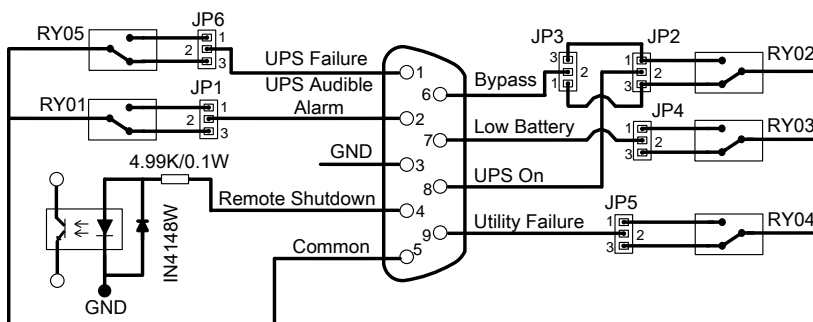 RY05
JP6
1
2
3
UPS Failure
RY01
JP1
1
2
3
UPS Audible
Alarm
GND
4.99K/0.1W
Remote Shutdown
IN4148W
GND
Common
1
2
3
4
5
6
7
8
9
Bypass
Low Battery
UPS On
Utility Failure
JP3
3
2
1
JP2
1
2
3
RY02
JP4
1
2
3
RY03
JP5
1
2
3
RY04